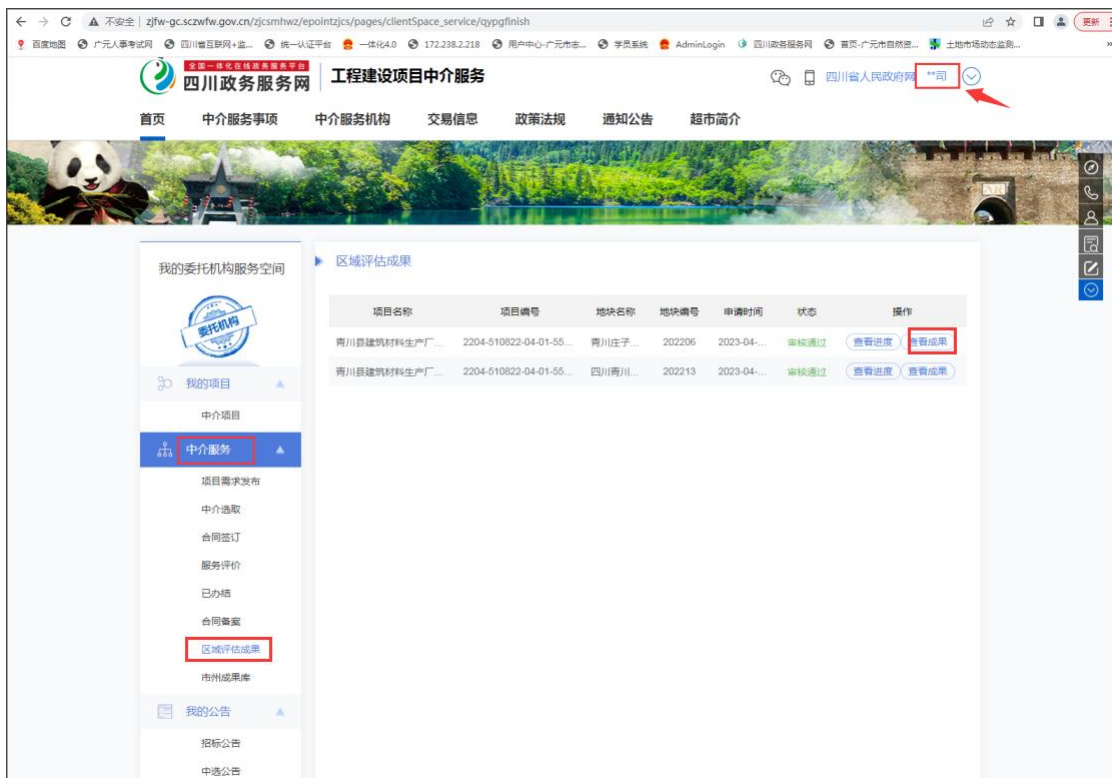 不安全 | zjfw-gc.sczwfw.gov.cn/zjcsmhwz/epointzjcs/pages/clientSpace_service/qypgfinish
更新
百度地图 广元人事考试网 四川省互联网+监... 统一认证平台 一体化4.0 172.238.2.218 用户中心-广元市志... 学员系统 AdminLogin 四川政务服务网 首页-广元市自然资... 土地市场动态监测...
全国一体化在线政务服务平台
四川政务服务网 工程建设项目中介服务 四川省人民政府网 **司
首页 中介服务事项 中介服务机构 交易信息 政策法规 通知公告 超市简介
我的委托机构服务空间
委托机构
区域评估成果
项目名称 项目编号 地块名称 地块编号 申请时间 状态 操作
青川县建筑材料生产厂... 2204-510822-04-01-55... 青川庄子... 202206 2023-04-... 审核通过 查看进度 查看成果
青川县建筑材料生产厂... 2204-510822-04-01-55... 四川青川... 202213 2023-04-... 审核通过 查看进度 查看成果
我的项目
中介项目
中介服务
项目需求发布
中介选取
合同签订
服务评价
已办结
合同备案
区域评估成果
市州成果库
我的公告
招标公告
中选公告